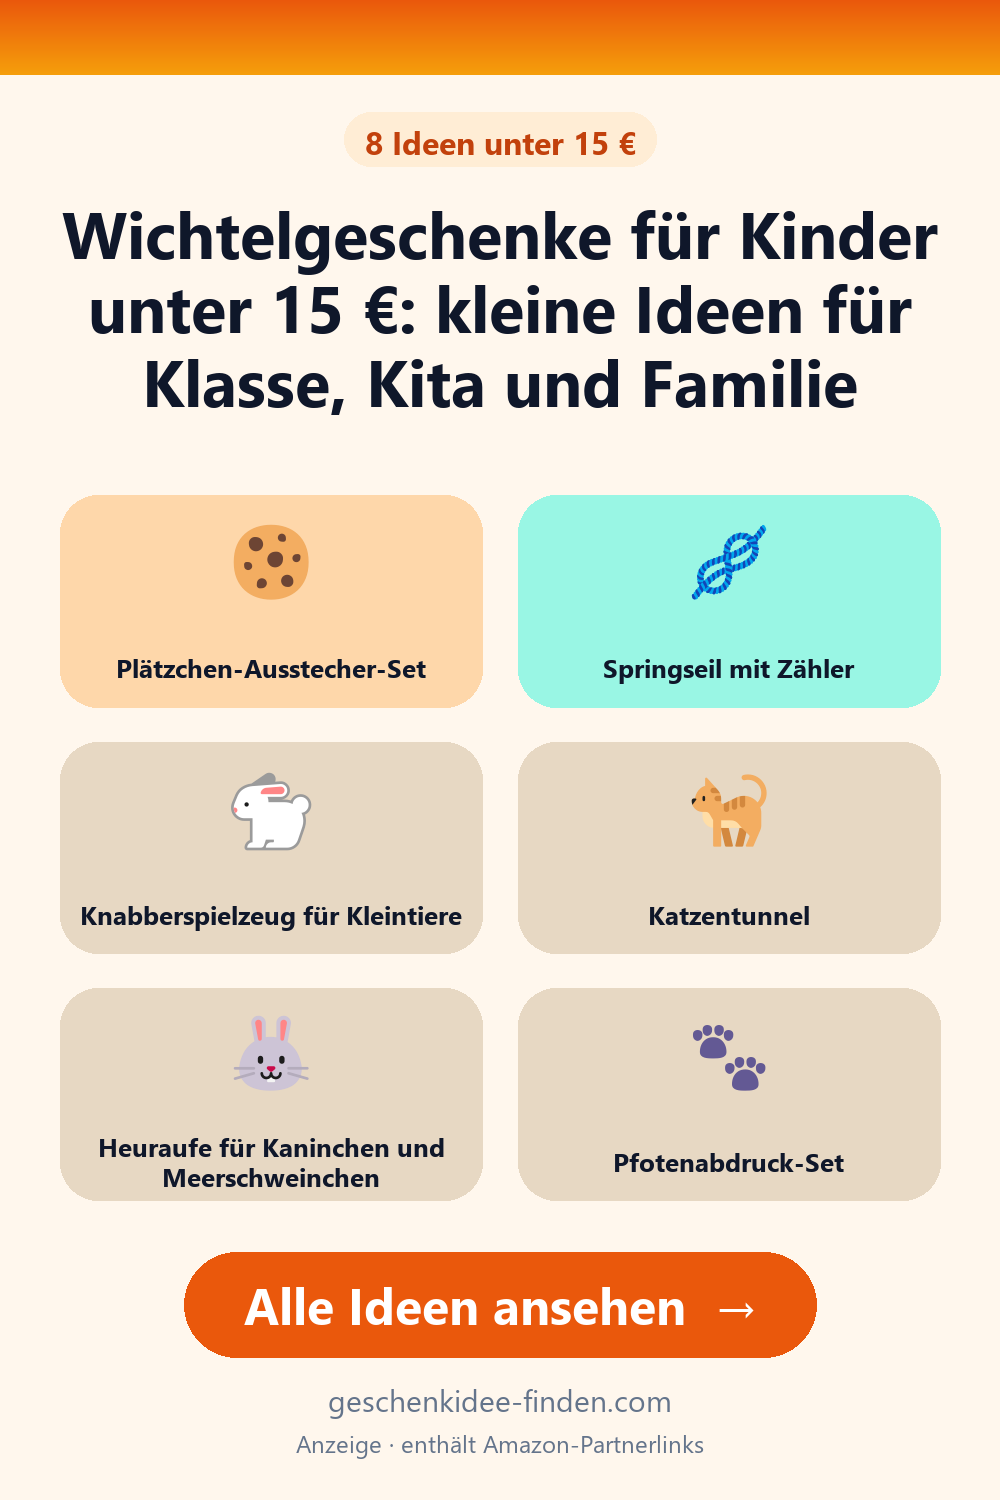 8 Ideen unter 15 €
Wichtelgeschenke für Kinder
unter 15 €: kleine Ideen für
Klasse, Kita und Familie
Plätzchen-Ausstecher-Set
Springseil mit Zähler
Knabberspielzeug für Kleintiere
Katzentunnel
Heuraufe für Kaninchen und
Meerschweinchen
Pfotenabdruck-Set
Alle Ideen ansehen →
geschenkidee-finden.com
Anzeige · enthält Amazon-Partnerlinks